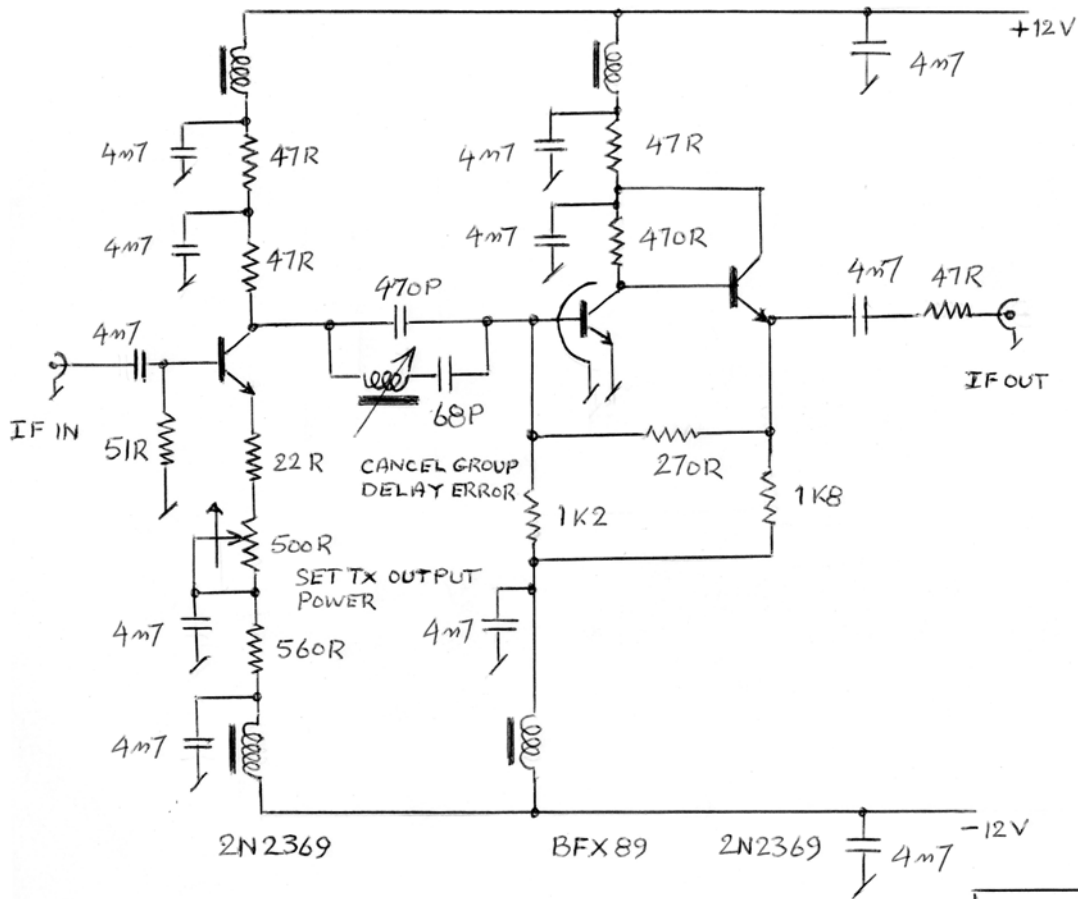 +12V
4n7
4n7
47R
4n7
47R
4n7
47R
4n7
470R
470P
4n7
47R
4n7
68P
IF IN
51R
22R
CANCEL GROUP
DELAY ERROR
270R
IF OUT
1K2
1K8
500R
SET TX OUTPUT
POWER
4n7
560R
4n7
4n7
-12V
2N2369
BFX89
2N2369
4n7